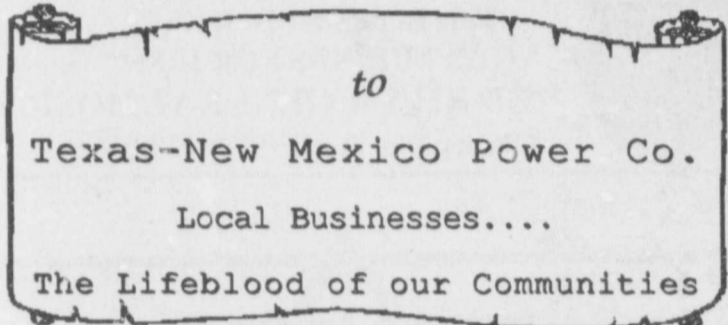 to
Texas-New Mexico Power Co.
Local Businesses....
The Lifeblood of our Communities